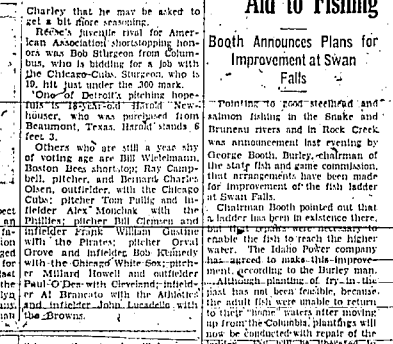 Charley that he may be asked to
get a bit more seasoning.
Reese's juvenile rival for Amer-
ican Association shortstopping hon-
ors was Bob Sturgeon from Colum-
bus, who is bidding for a job with
the Chicago Cubs. Sturgeon, who is
19, hit just under the 300 mark.
One of Detroit's pitching hope-
fuls is 18-year-old Harold New-
houser, who was purchased from
Beaumont, Texas. Harold stands 6
feet 3.
Others who are still a year shy
of voting age are Bill Wietelmann,
Boston Bees shortstop; Ray Camp-
bell, pitcher, and Bernard Charles
Olsen, outfielder, with the Chicago
Cubs; pitcher Tom Pullig and in-
fielder Alex Monchak with the
Phillies; pitcher Bill Clemen and
infielder Frank William Gustine
with the Pirates; pitcher Orval
Grove and infielder Bob Kennedy
for with the Chicago White Sox; pitch-
er Millard Howell and outfielder
Paul O'Dea with Cleveland; infield-
er Al Brancato with the Athletics
and infielder John Lucadello with
the Browns.
Aid to Fishing
Booth Announces Plans for
Improvement at Swan
Falls
Pointing to good steelhead and
salmon fishing in the Snake and
Bruneau rivers and in Rock Creek
was announcement last evening by
George Booth, Burley, chairman of
the state fish and game commission,
that arrangements have been made
for improvement of the fish ladder
at Swan Falls.
Chairman Booth pointed out that
a ladder has been in existence there,
but that repairs were necessary to
enable the fish to reach the higher
water. The Idaho Power company
has agreed to make this improve-
ment, according to the Burley man.
Although planting of fry in the
past has not been feasible, because
the adult fish were unable to return
to their "home" waters after moving
up from the Columbia, plantings will
now be conducted with repair of the